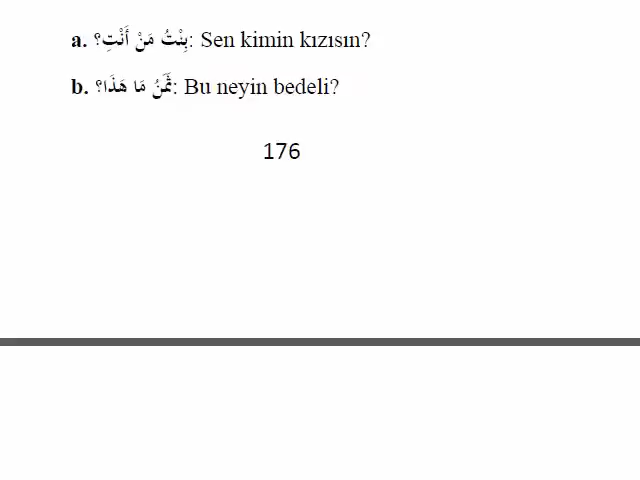 a. بِنْتُ مَنْ أَنْتِ؟: Sen kimin kızısın?
b. ثَمَنُ مَا هَذَا؟: Bu neyin bedeli?
176